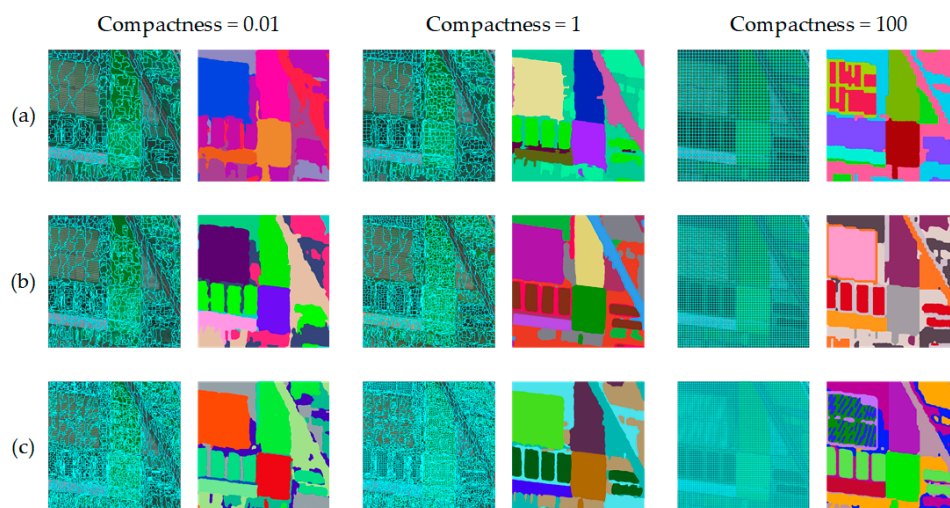 Compactness = 0.01 Compactness = 1 Compactness = 100
(a)
(b)
(c)